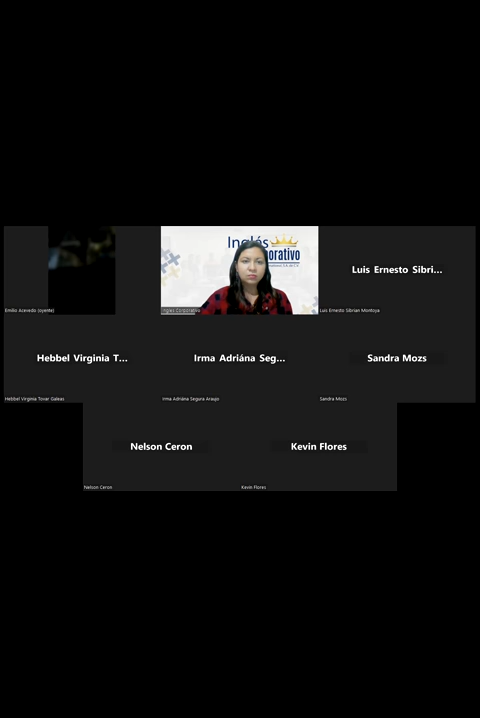 Inglés
orativo
Emilio Acevedo (oyente)
Inglés Corporativo
Luis Ernesto Sibri...
Luis Ernesto Sibrian Montoya
Hebbel Virginia T...
Hebbel Virginia Tovar Galeas
Irma Adriána Seg...
Irma Adriána Segura Araujo
Sandra Mozs
Sandra Mozs
Nelson Ceron
Nelson Ceron
Kevin Flores
Kevin Flores